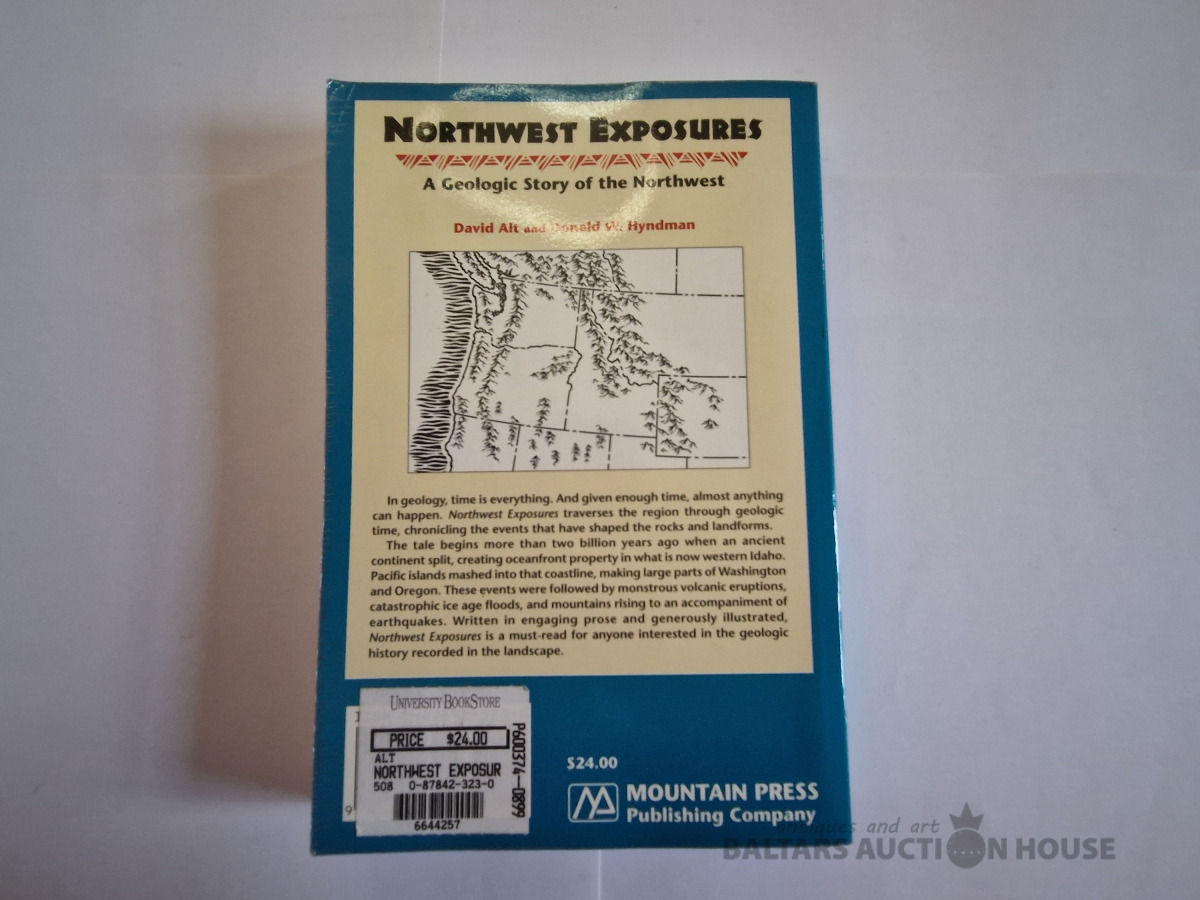 NORTHWEST EXPOSURES
A Geologic Story of the Northwest
David Alt and Donald W. Hyndman
In geology, time is everything. And given enough time, almost anything
can happen. Northwest Exposures traverses the region through geologic
time, chronicling the events that have shaped the rocks and landforms.
The tale begins more than two billion years ago when an ancient
continent split, creating oceanfront property in what is now western Idaho.
Pacific islands mashed into that coastline, making large parts of Washington
and Oregon. These events were followed by monstrous volcanic eruptions,
catastrophic ice age floods, and mountains rising to an accompaniment of
earthquakes. Written in engaging prose and generously illustrated,
Northwest Exposures is a must-read for anyone interested in the geologic
history recorded in the landscape.
UNIVERSITY BOOKSTORE
PRICE $24.00
ALT
NORTHWEST EXPOSUR
508 0-87842-323-0
6644257
P600374-0899
9
$24.00
MOUNTAIN PRESS
Publishing Company
antiques and art
BALTARS AUCTION HOUSE